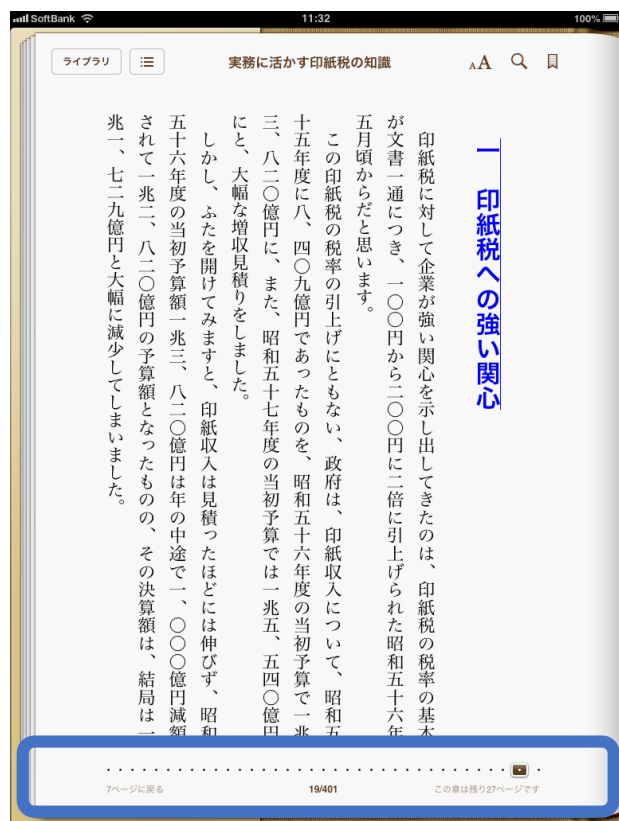 SoftBank 11:32 100%
ライブラリ 実務に活かす印紙税の知識 AA
一　印紙税への強い関心
印紙税に対して企業が強い関心を示し出してきたのは、印紙税の税率の基本
が文書一通につき、一〇〇円から二〇〇円に二倍に引上げられた昭和五十六年
五月頃からだと思います。
この印紙税の税率の引上げにともない、政府は、印紙収入について、昭和五
十五年度に八、四〇九億円であったものを、昭和五十六年度の当初予算で一兆
三、八二〇億円に、また、昭和五十七年度の当初予算では一兆五、五四〇億円
にと、大幅な増収見積りをしました。
しかし、ふたを開けてみますと、印紙収入は見積ったほどには伸びず、昭和
五十六年度の当初予算額一兆三、八二〇億円は年の中途で一、〇〇〇億円減額
されて一兆二、八二〇億円の予算額となったものの、その決算額は、結局は一
兆一、七二九億円と大幅に減少してしまいました。
7ページに戻る 19/401 この章は残り27ページです